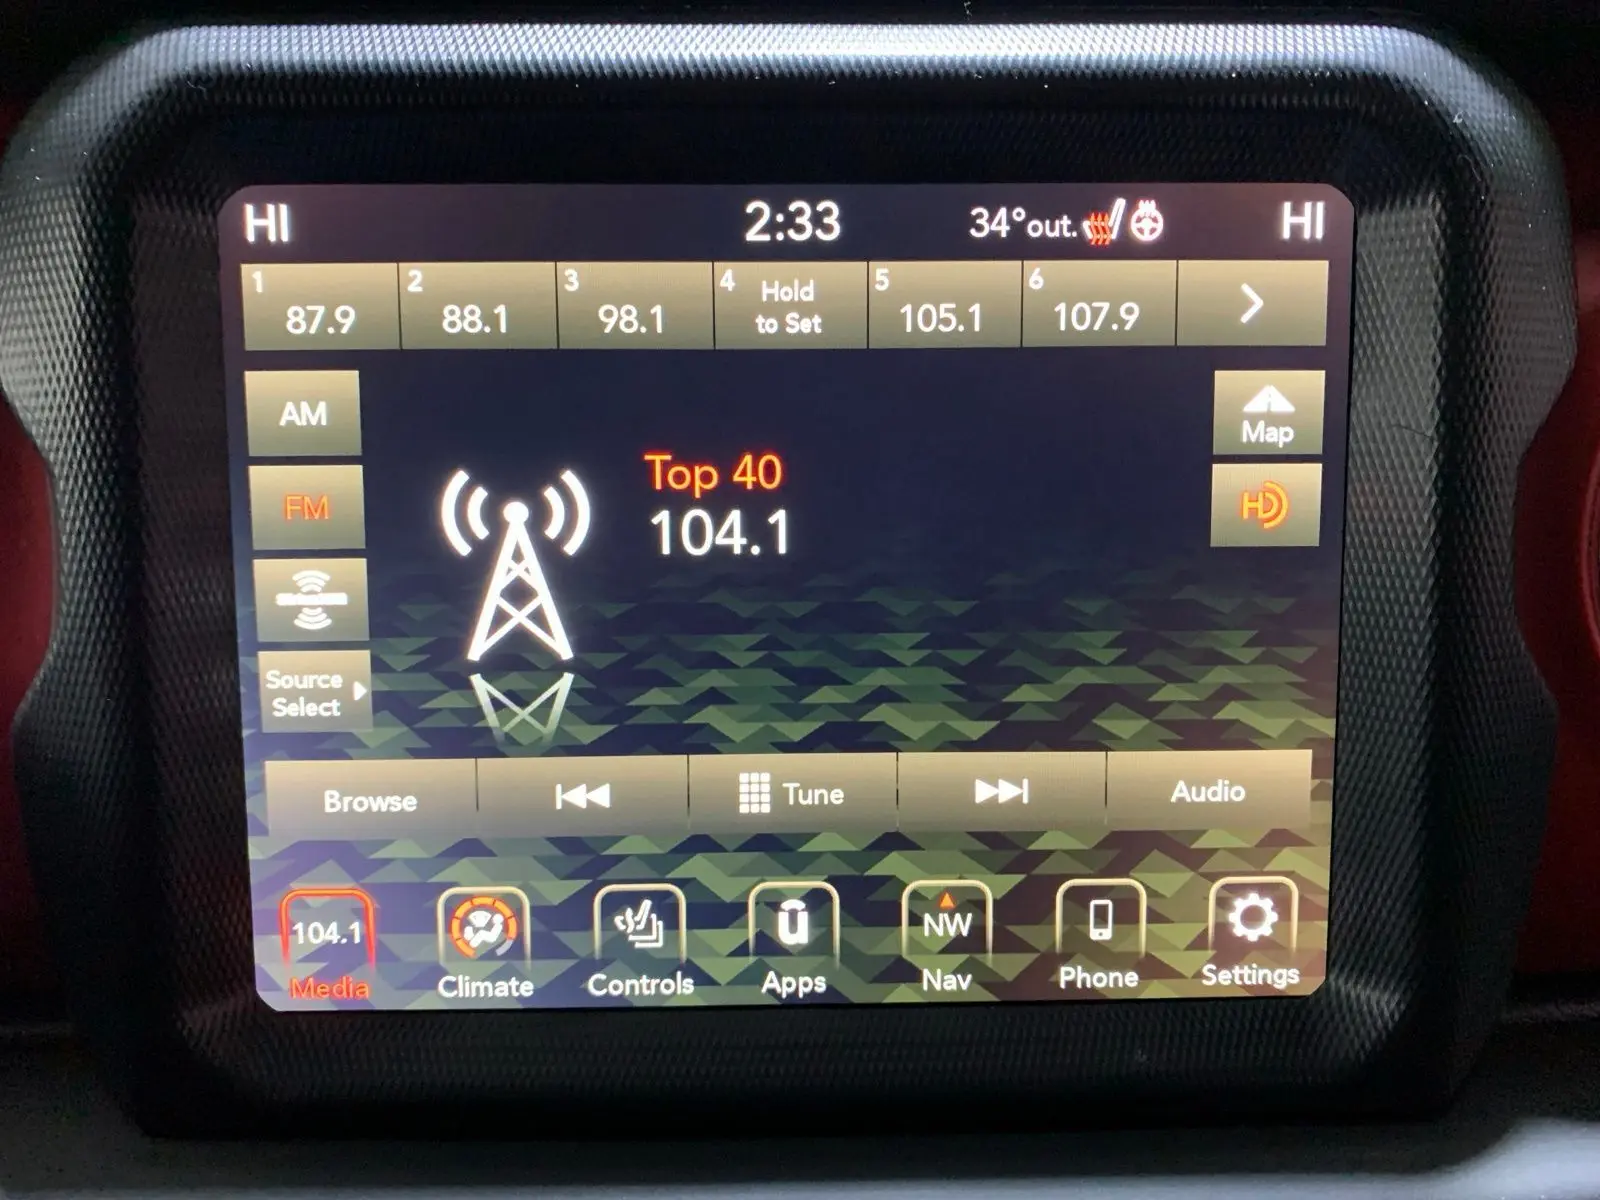 HI 2:33 34°out. HI
1 87.9 2 88.1 3 98.1 4 Hold to Set 5 105.1 6 107.9
AM
Map
Top 40
FM
HD
104.1
Source
Select
Browse Tune Audio
104.1 NW
Media Climate Controls Apps Nav Phone Settings